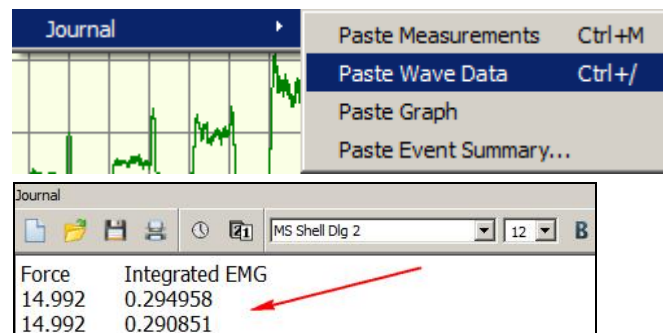 Journal
Paste Measurements Ctrl+M
Paste Wave Data Ctrl+/
Paste Graph
Paste Event Summary...
Journal
MS Shell Dlg 2 12 B
Force Integrated EMG
14.992 0.294958
14.992 0.290851